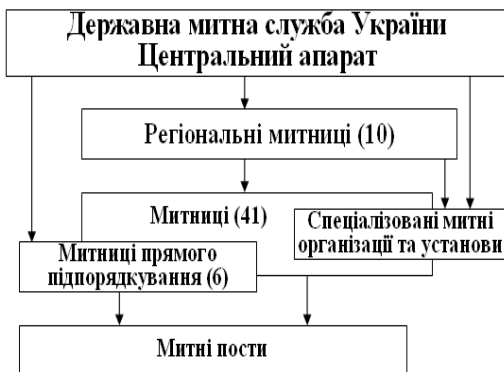 Державна митна служба України
Центральний апарат
Регіональні митниці (10)
Митниці (41)
Спеціалізовані митні
організації та установи
Митниці прямого
підпорядкування (6)
Митні пости